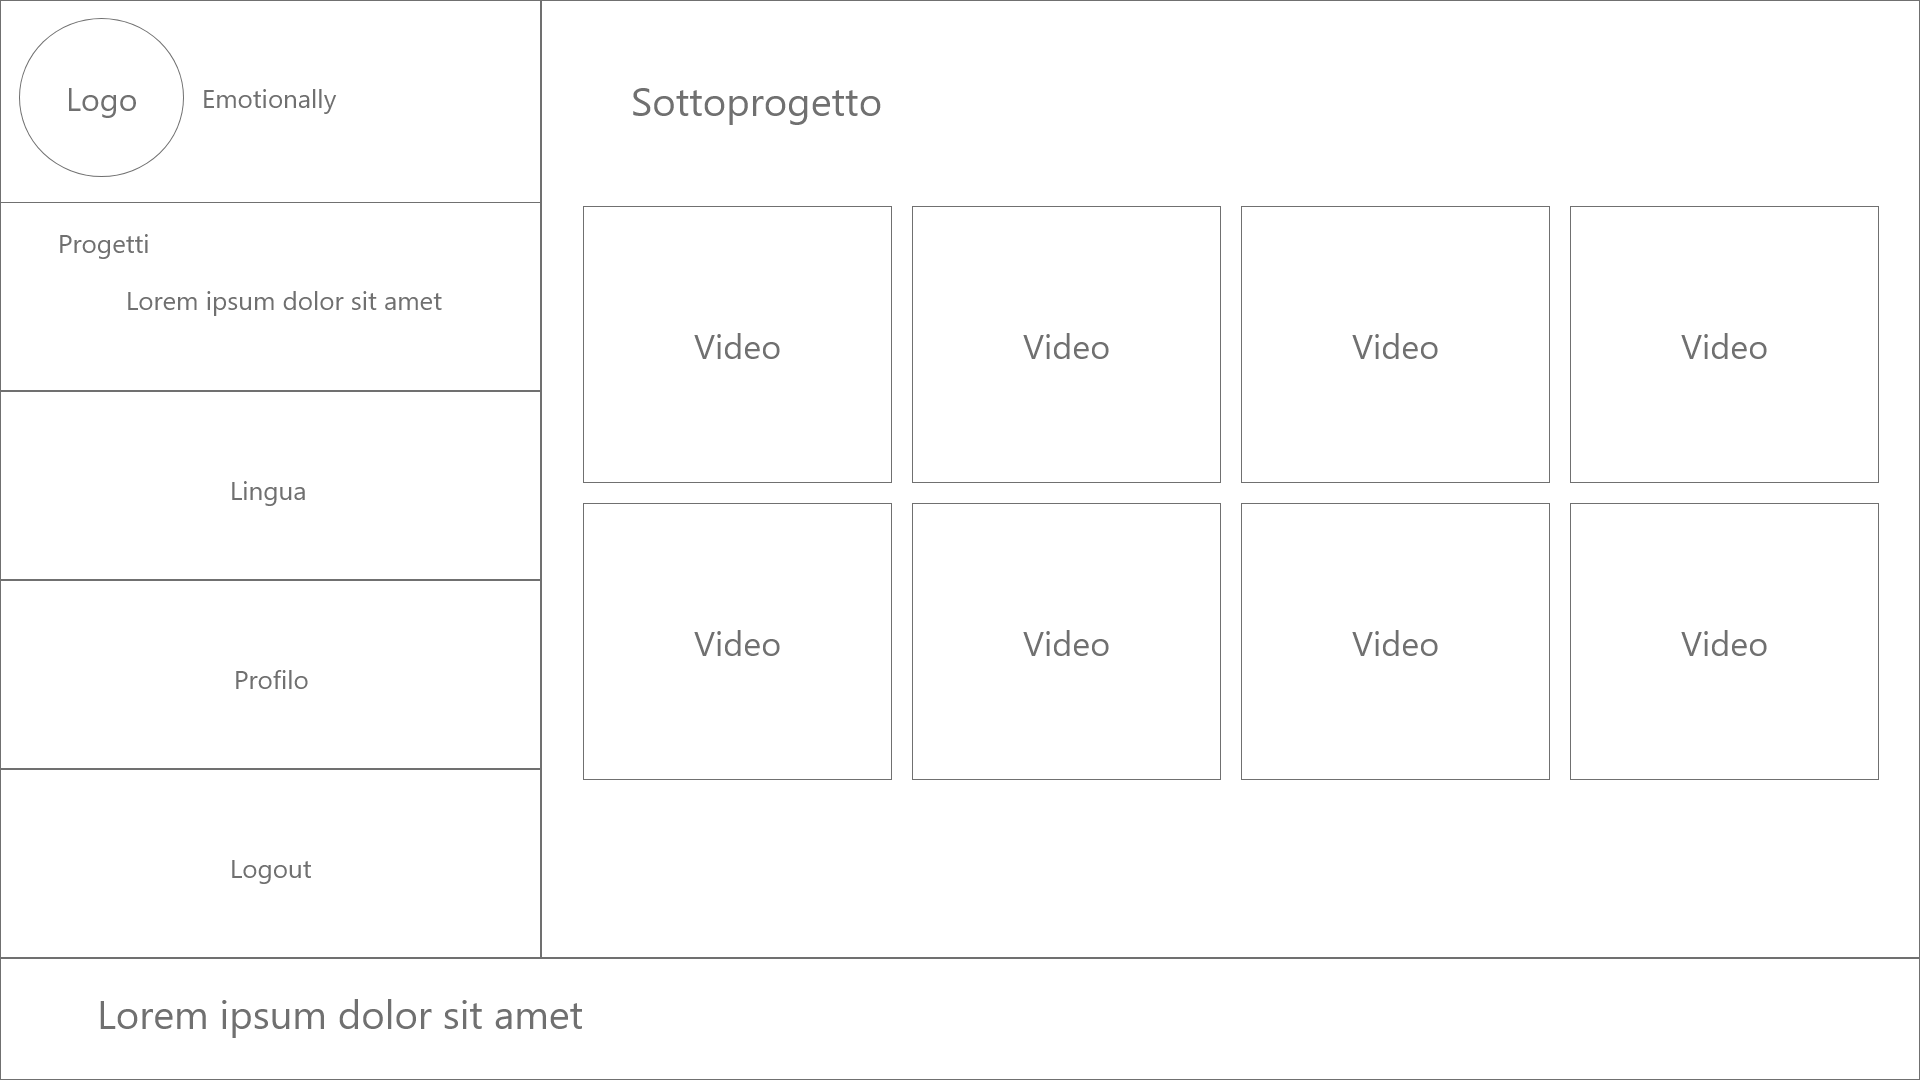 Logo
Emotionally
Progetti
Lorem ipsum dolor sit amet
Lingua
Profilo
Logout
Sottoprogetto
Video
Video
Video
Video
Video
Video
Video
Video
Lorem ipsum dolor sit amet